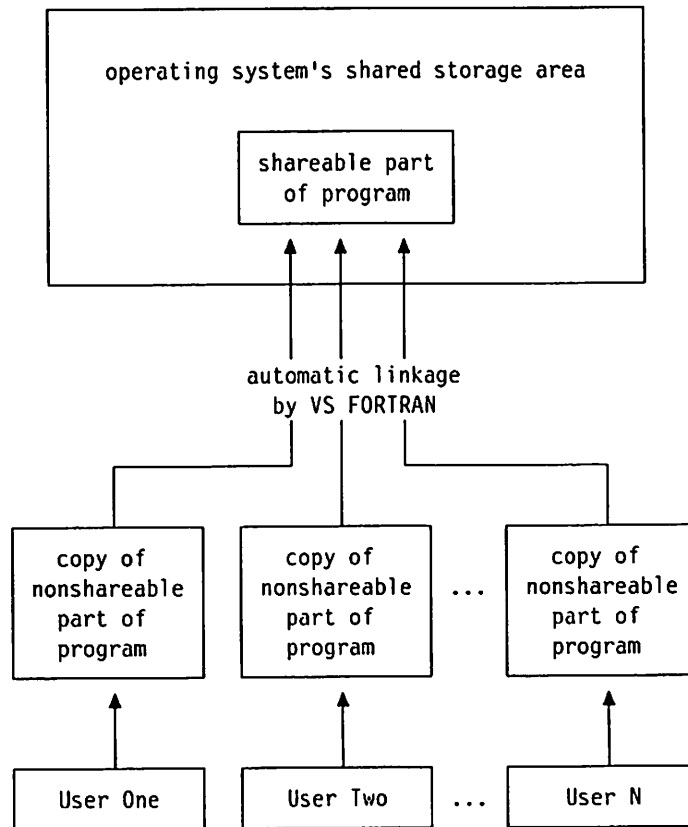 operating system's shared storage area
shareable part
of program
automatic linkage
by VS FORTRAN
copy of
nonshareable
part of
program
copy of
nonshareable
part of
program
...
copy of
nonshareable
part of
program
User One
User Two
...
User N